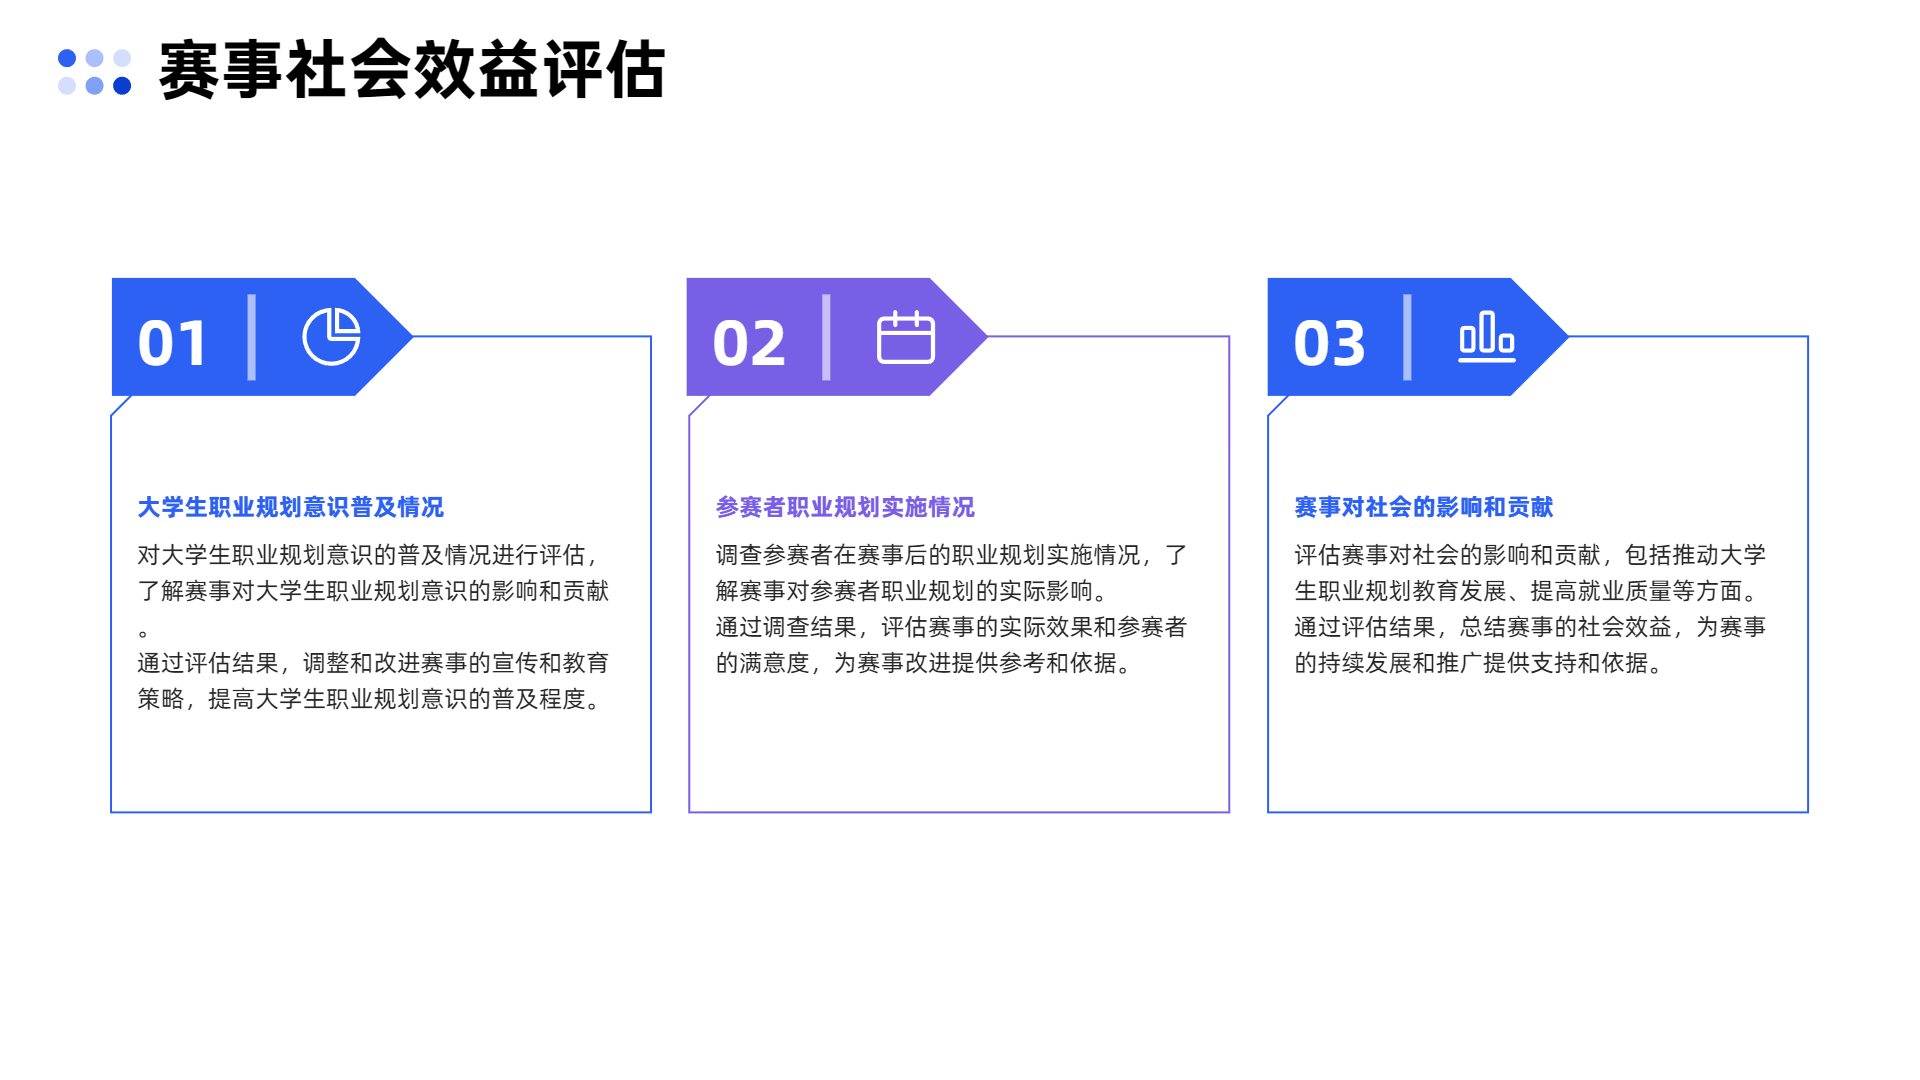 赛事社会效益评估
01
大学生职业规划意识普及情况
对大学生职业规划意识的普及情况进行评估，
了解赛事对大学生职业规划意识的影响和贡献
。
通过评估结果，调整和改进赛事的宣传和教育
策略，提高大学生职业规划意识的普及程度。
02
参赛者职业规划实施情况
调查参赛者在赛事后的职业规划实施情况，了
解赛事对参赛者职业规划的实际影响。
通过调查结果，评估赛事的实际效果和参赛者
的满意度，为赛事改进提供参考和依据。
03
赛事对社会的影响和贡献
评估赛事对社会的影响和贡献，包括推动大学
生职业规划教育发展、提高就业质量等方面。
通过评估结果，总结赛事的社会效益，为赛事
的持续发展和推广提供支持和依据。